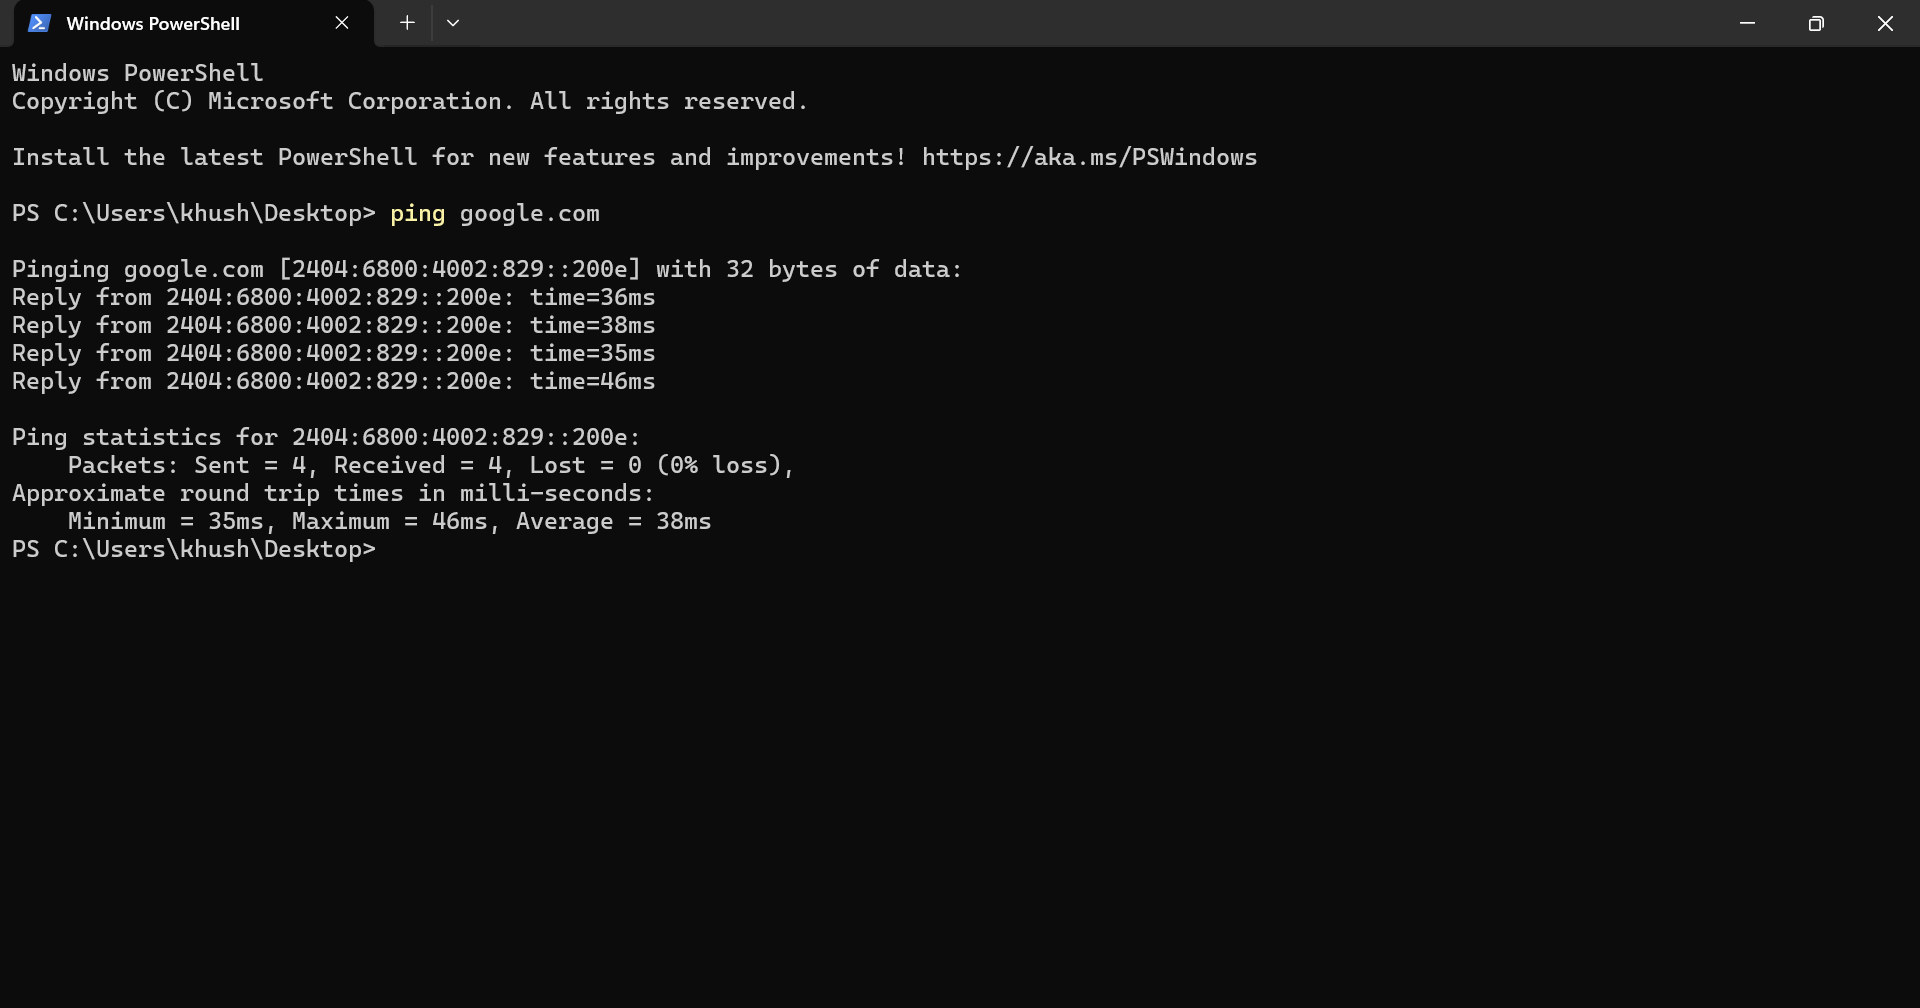 Windows PowerShell
Windows PowerShell
Copyright (C) Microsoft Corporation. All rights reserved.
Install the latest PowerShell for new features and improvements! https://aka.ms/PSWindows
PS C:\Users\khush\Desktop> ping google.com
Pinging google.com [2404:6800:4002:829::200e] with 32 bytes of data:
Reply from 2404:6800:4002:829::200e: time=36ms
Reply from 2404:6800:4002:829::200e: time=38ms
Reply from 2404:6800:4002:829::200e: time=35ms
Reply from 2404:6800:4002:829::200e: time=46ms
Ping statistics for 2404:6800:4002:829::200e:
    Packets: Sent = 4, Received = 4, Lost = 0 (0% loss),
Approximate round trip times in milli-seconds:
    Minimum = 35ms, Maximum = 46ms, Average = 38ms
PS C:\Users\khush\Desktop>